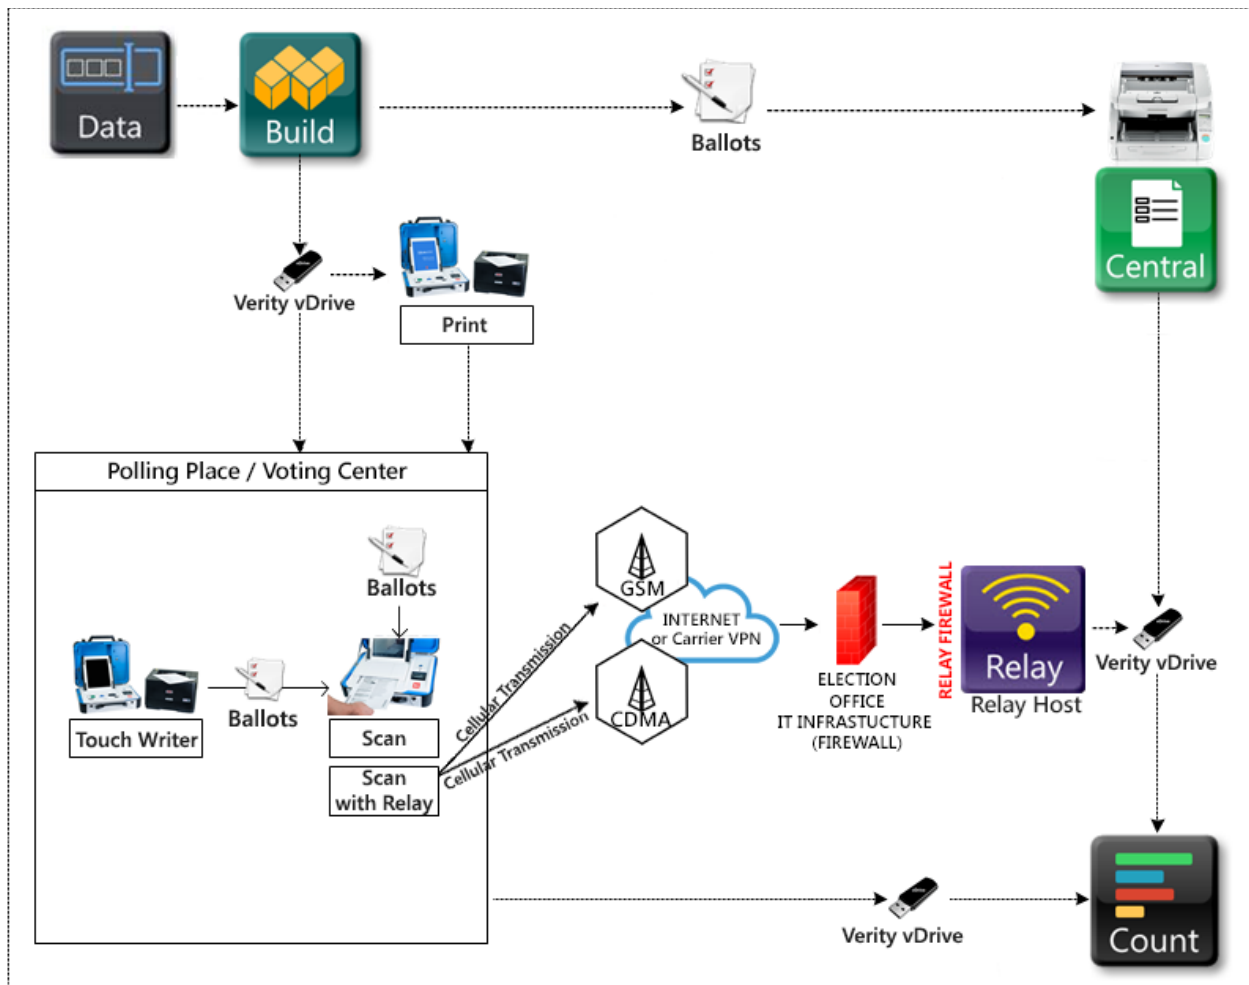 Data
Build
Ballots
Central
Verity vDrive
Print
Polling Place / Voting Center
Ballots
Touch Writer
Ballots
Scan
Scan
with Relay
Cellular Transmission
Cellular Transmission
GSM
INTERNET
or Carrier VPN
CDMA
ELECTION
OFFICE
IT INFRASTUCTURE
(FIREWALL)
RELAY FIREWALL
Relay
Relay Host
Verity vDrive
Verity vDrive
Count